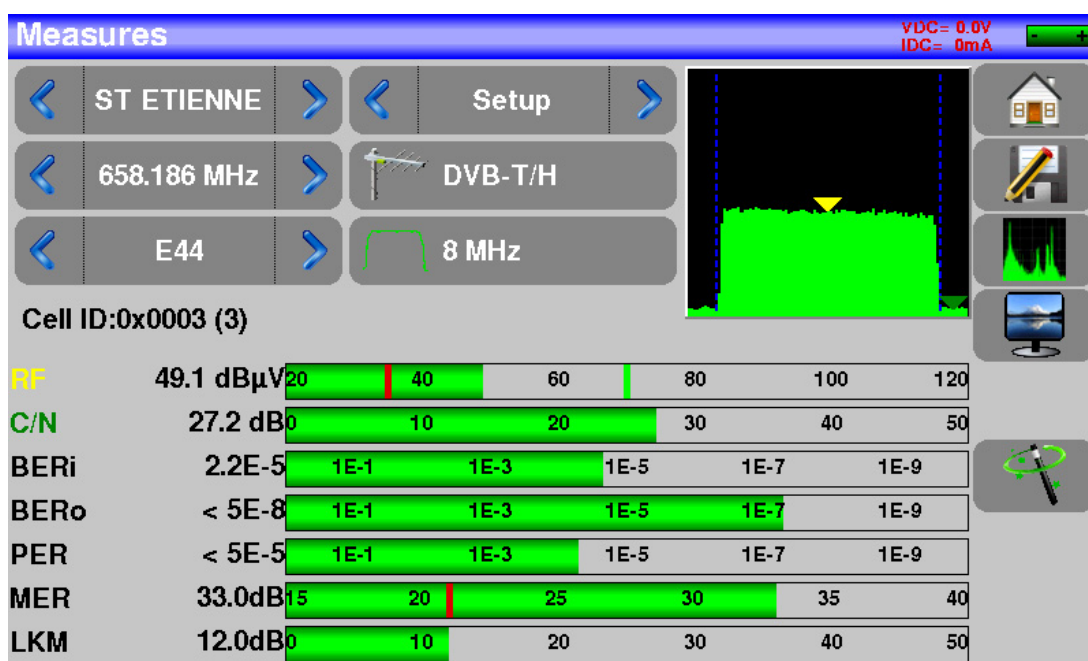 Measures
VDC= 0.0V
IDC= 0mA
- +
ST ETIENNE
Setup
658.186 MHz
DVB-T/H
E44
8 MHz
Cell ID:0x0003 (3)
RF 49.1 dBµV 20 40 60 80 100 120
C/N 27.2 dB 0 10 20 30 40 50
BERi 2.2E-5 1E-1 1E-3 1E-5 1E-7 1E-9
BERo < 5E-8 1E-1 1E-3 1E-5 1E-7 1E-9
PER < 5E-5 1E-1 1E-3 1E-5 1E-7 1E-9
MER 33.0dB 15 20 25 30 35 40
LKM 12.0dB 0 10 20 30 40 50